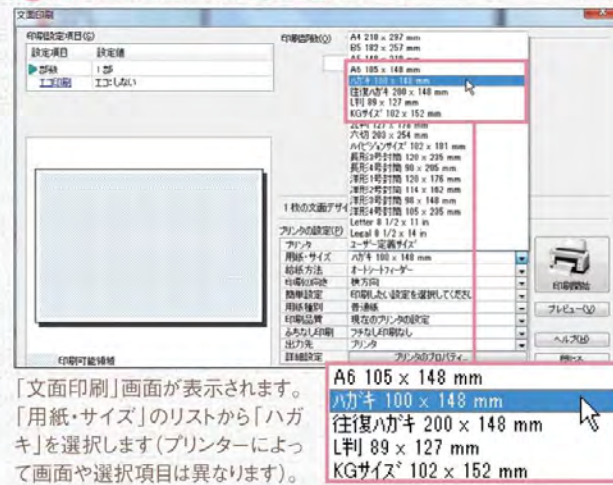 文面印刷
印刷設定項目(G)
設定項目 設定値
部数 1部
エコ印刷 エコ:しない
印刷部数(O)
A4 210 x 297 mm
B5 182 x 257 mm
A5 148 x 210 mm
A6 105 x 148 mm
ハガキ 100 x 148 mm
往復ハガキ 200 x 148 mm
L判 89 x 127 mm
KGサイズ 102 x 152 mm
2L判 127 x 178 mm
六切 203 x 254 mm
ハイビジョンサイズ 102 x 181 mm
長形3号封筒 120 x 235 mm
長形4号封筒 90 x 205 mm
洋形1号封筒 120 x 176 mm
洋形2号封筒 114 x 162 mm
洋形3号封筒 98 x 148 mm
洋形4号封筒 105 x 235 mm
Letter 8 1/2 x 11 in
Legal 8 1/2 x 14 in
ユーザー定義サイズ
1枚の文面デザイ
プリンタの設定(P)
プリンタ
用紙・サイズ ハガキ 100 x 148 mm
給紙方法 オートシートフィーダー
印刷の向き 横方向
簡単設定 印刷したい設定を選択してくださ
用紙種別 普通紙
印刷品質 現在のプリンタの設定
ふちなし印刷 フチなし印刷なし
出力先 プリンタ
詳細設定 プリンタのプロパティ...
印刷開始
プレビュー(V)
ヘルプ(H)
閉じる
印刷可能領域
「文面印刷」画面が表示されます。
「用紙・サイズ」のリストから「ハガ
キ」を選択します(プリンターによっ
て画面や選択項目は異なります)。
A6 105 x 148 mm
ハガキ 100 x 148 mm
往復ハガキ 200 x 148 mm
L判 89 x 127 mm
KGサイズ 102 x 152 mm